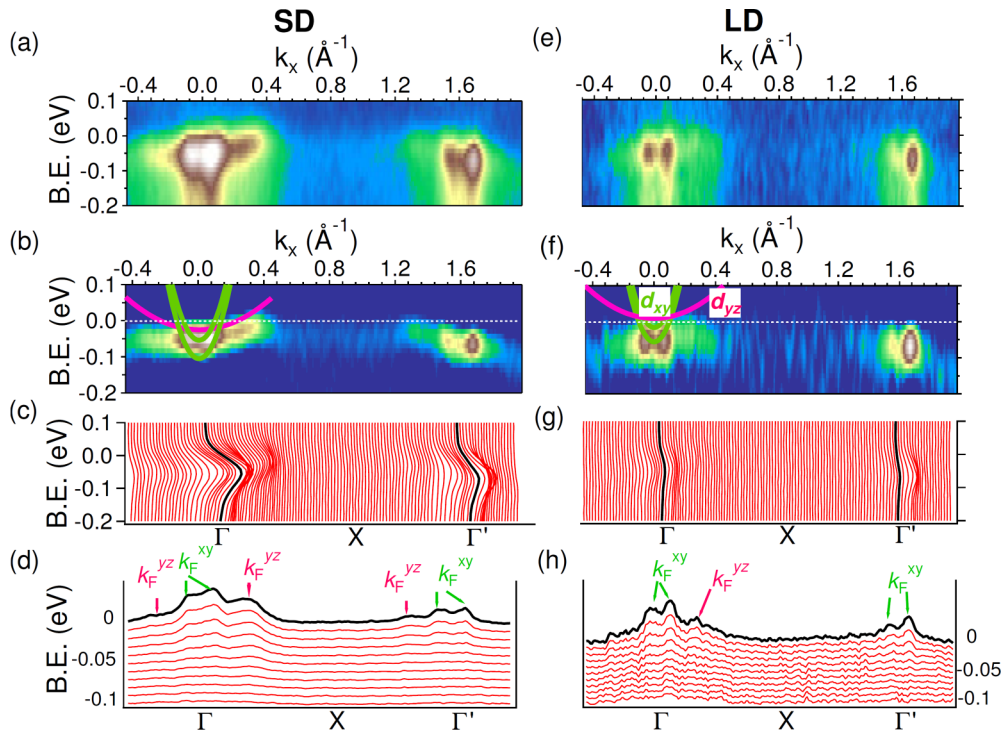 SD
(a)
kₓ (Å⁻¹)
-0.4 0.0 0.4 0.8 1.2 1.6
B.E. (eV)
0.1
0.0
-0.1
-0.2
(b)
kₓ (Å⁻¹)
-0.4 0.0 0.4 0.8 1.2 1.6
B.E. (eV)
0.1
0.0
-0.1
-0.2
(c)
B.E. (eV)
0.1
0.0
-0.1
-0.2
Γ X Γ'
(d)
k_F^yz k_F^xy k_F^yz k_F^yz k_F^xy
B.E. (eV)
0
-0.05
-0.1
Γ X Γ'
LD
(e)
kₓ (Å⁻¹)
-0.4 0.0 0.4 0.8 1.2 1.6
(f)
kₓ (Å⁻¹)
-0.4 0.0 0.4 0.8 1.2 1.6
d_xy d_yz
(g)
Γ X Γ'
(h)
k_F^xy k_F^yz k_F^xy
0
-0.05
-0.1
Γ X Γ'